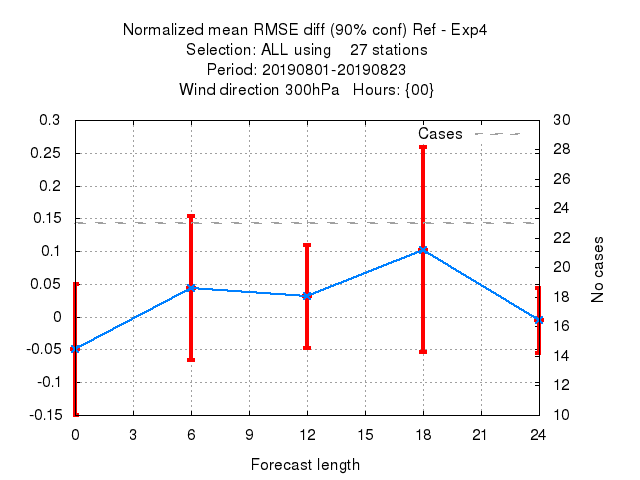 Normalized mean RMSE diff (90% conf) Ref - Exp4
Selection: ALL using 27 stations
Period: 20190801-20190823
Wind direction 300hPa Hours: {00}
Cases
0.3
0.25
0.2
0.15
0.1
0.05
0
-0.05
-0.1
-0.15
30
28
26
24
22
20
18
16
14
12
10
No cases
0 3 6 9 12 15 18 21 24
Forecast length